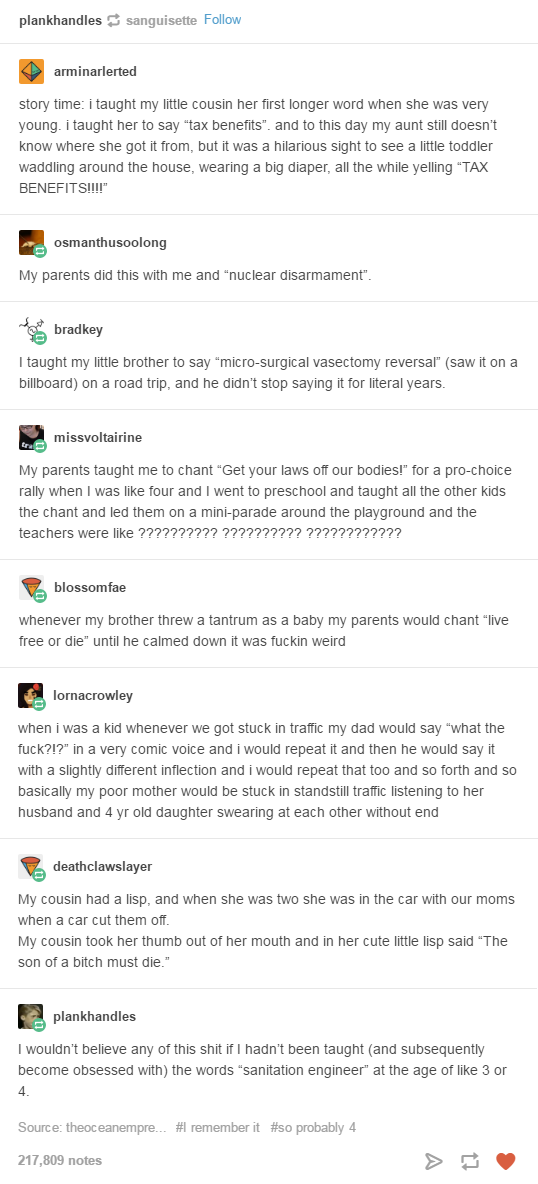 plankhandles sanguisette Follow
arminarlerted
story time: i taught my little cousin her first longer word when she was very
young. i taught her to say “tax benefits”. and to this day my aunt still doesn’t
know where she got it from, but it was a hilarious sight to see a little toddler
waddling around the house, wearing a big diaper, all the while yelling “TAX
BENEFITS!!!!”
osmanthusoolong
My parents did this with me and “nuclear disarmament”.
bradkey
I taught my little brother to say “micro-surgical vasectomy reversal” (saw it on a
billboard) on a road trip, and he didn’t stop saying it for literal years.
missvoltairine
My parents taught me to chant “Get your laws off our bodies!” for a pro-choice
rally when I was like four and I went to preschool and taught all the other kids
the chant and led them on a mini-parade around the playground and the
teachers were like ?????????? ?????????? ????????????
blossomfae
whenever my brother threw a tantrum as a baby my parents would chant “live
free or die” until he calmed down it was fuckin weird
lornacrowley
when i was a kid whenever we got stuck in traffic my dad would say “what the
fuck?!?” in a very comic voice and i would repeat it and then he would say it
with a slightly different inflection and i would repeat that too and so forth and so
basically my poor mother would be stuck in standstill traffic listening to her
husband and 4 yr old daughter swearing at each other without end
deathclawslayer
My cousin had a lisp, and when she was two she was in the car with our moms
when a car cut them off.
My cousin took her thumb out of her mouth and in her cute little lisp said “The
son of a bitch must die.”
plankhandles
I wouldn’t believe any of this shit if I hadn’t been taught (and subsequently
become obsessed with) the words “sanitation engineer” at the age of like 3 or
4.
Source: theoceanempre... #I remember it #so probably 4
217,809 notes